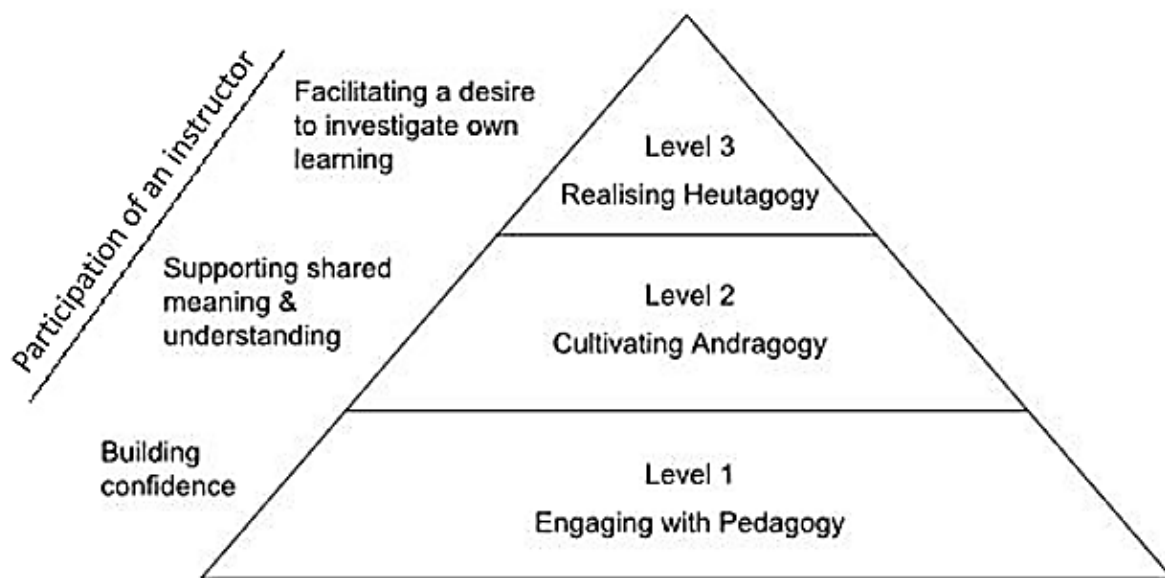 Participation of an instructor
Facilitating a desire
to investigate own
learning
Level 3
Realising Heutagogy
Supporting shared
meaning &
understanding
Level 2
Cultivating Andragogy
Building
confidence
Level 1
Engaging with Pedagogy